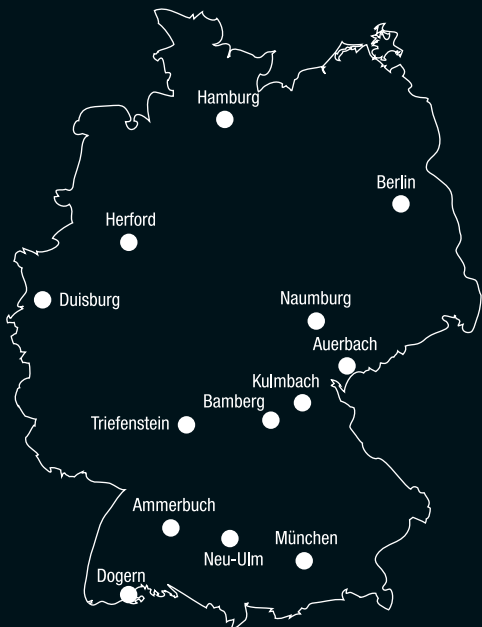 Hamburg
Berlin
Herford
Duisburg
Naumburg
Auerbach
Kulmbach
Bamberg
Triefenstein
Ammerbuch
Neu-Ulm
München
Dogern